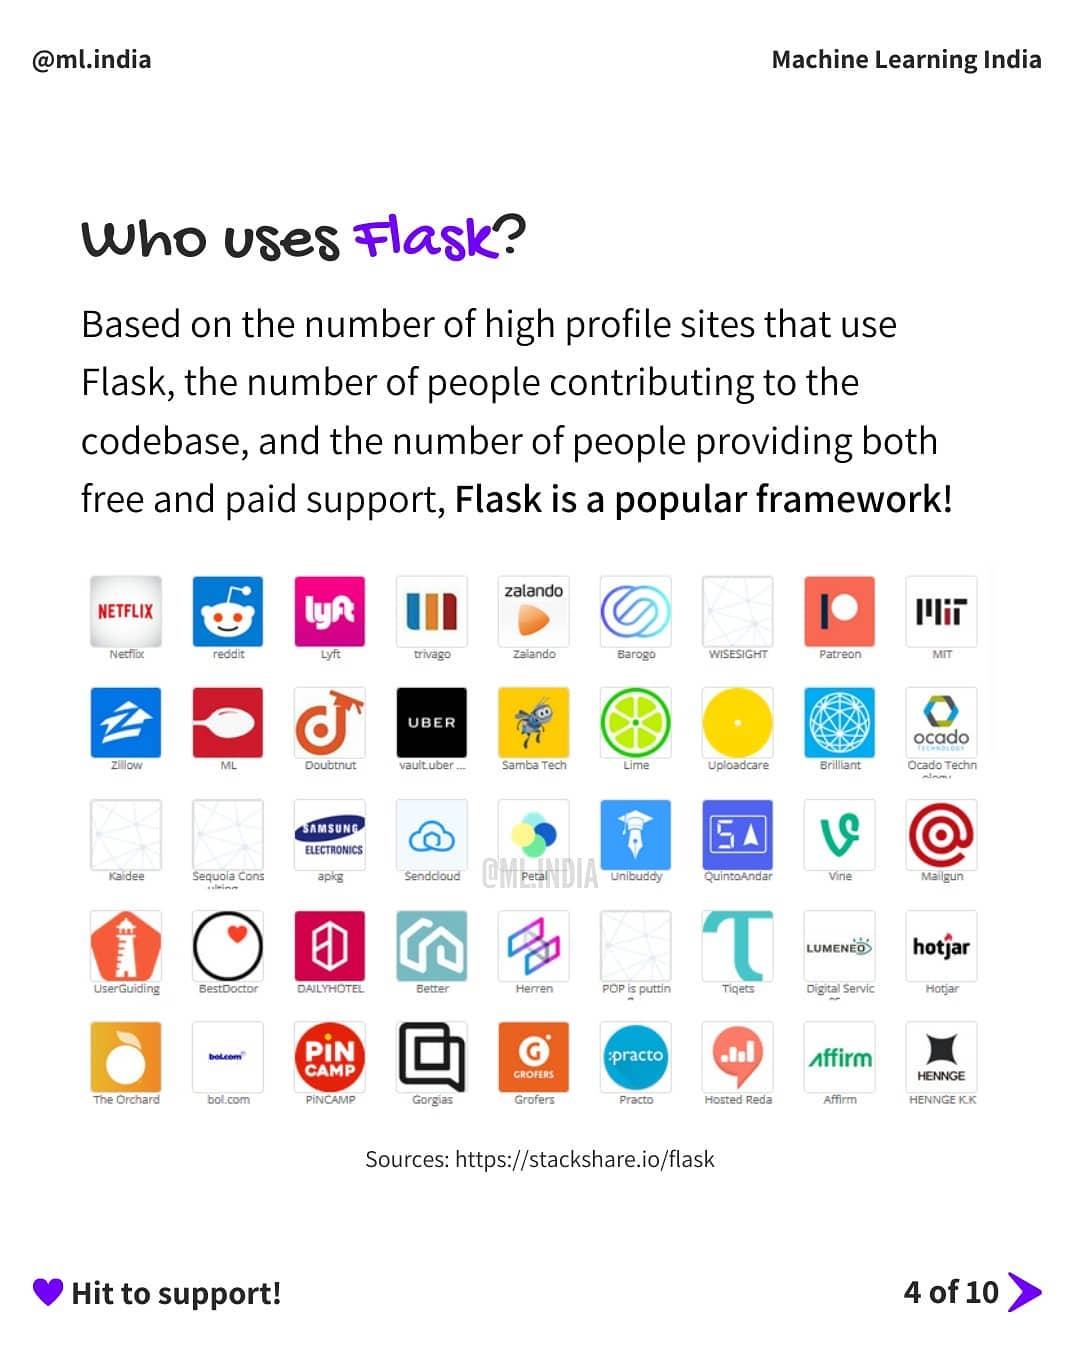 @ml.india
Machine Learning India
Who uses Flask?
Based on the number of high profile sites that use
Flask, the number of people contributing to the
codebase, and the number of people providing both
free and paid support, Flask is a popular framework!
NETFLIX
lyft
zalando
MIT
Netflix reddit Lyft trivago Zalando Barogo WISESIGHT Patreon MIT
UBER
ocado
TECHNOLOGY
Zillow ML Doubtnut vault.uber ... Samba Tech Lime Uploadcare Brilliant Ocado Techn
SAMSUNG
ELECTRONICS
5A
Kaidee Sequoia Cons apkg Sendcloud Petal Unibuddy QuintoAndar Vine Mailgun
@ML.INDIA
LUMENEO
hotjar
UserGuiding BestDoctor DAILYHOTEL Better Herren POP is puttin Tiqets Digital Servic Hotjar
bol.com
PiN
CAMP
G
GROFERS
:practo
affirm
HENNGE
The Orchard bol.com PiNCAMP Gorgias Grofers Practo Hosted Reda Affirm HENNGE K.K
Sources: https://stackshare.io/flask
Hit to support!
4 of 10